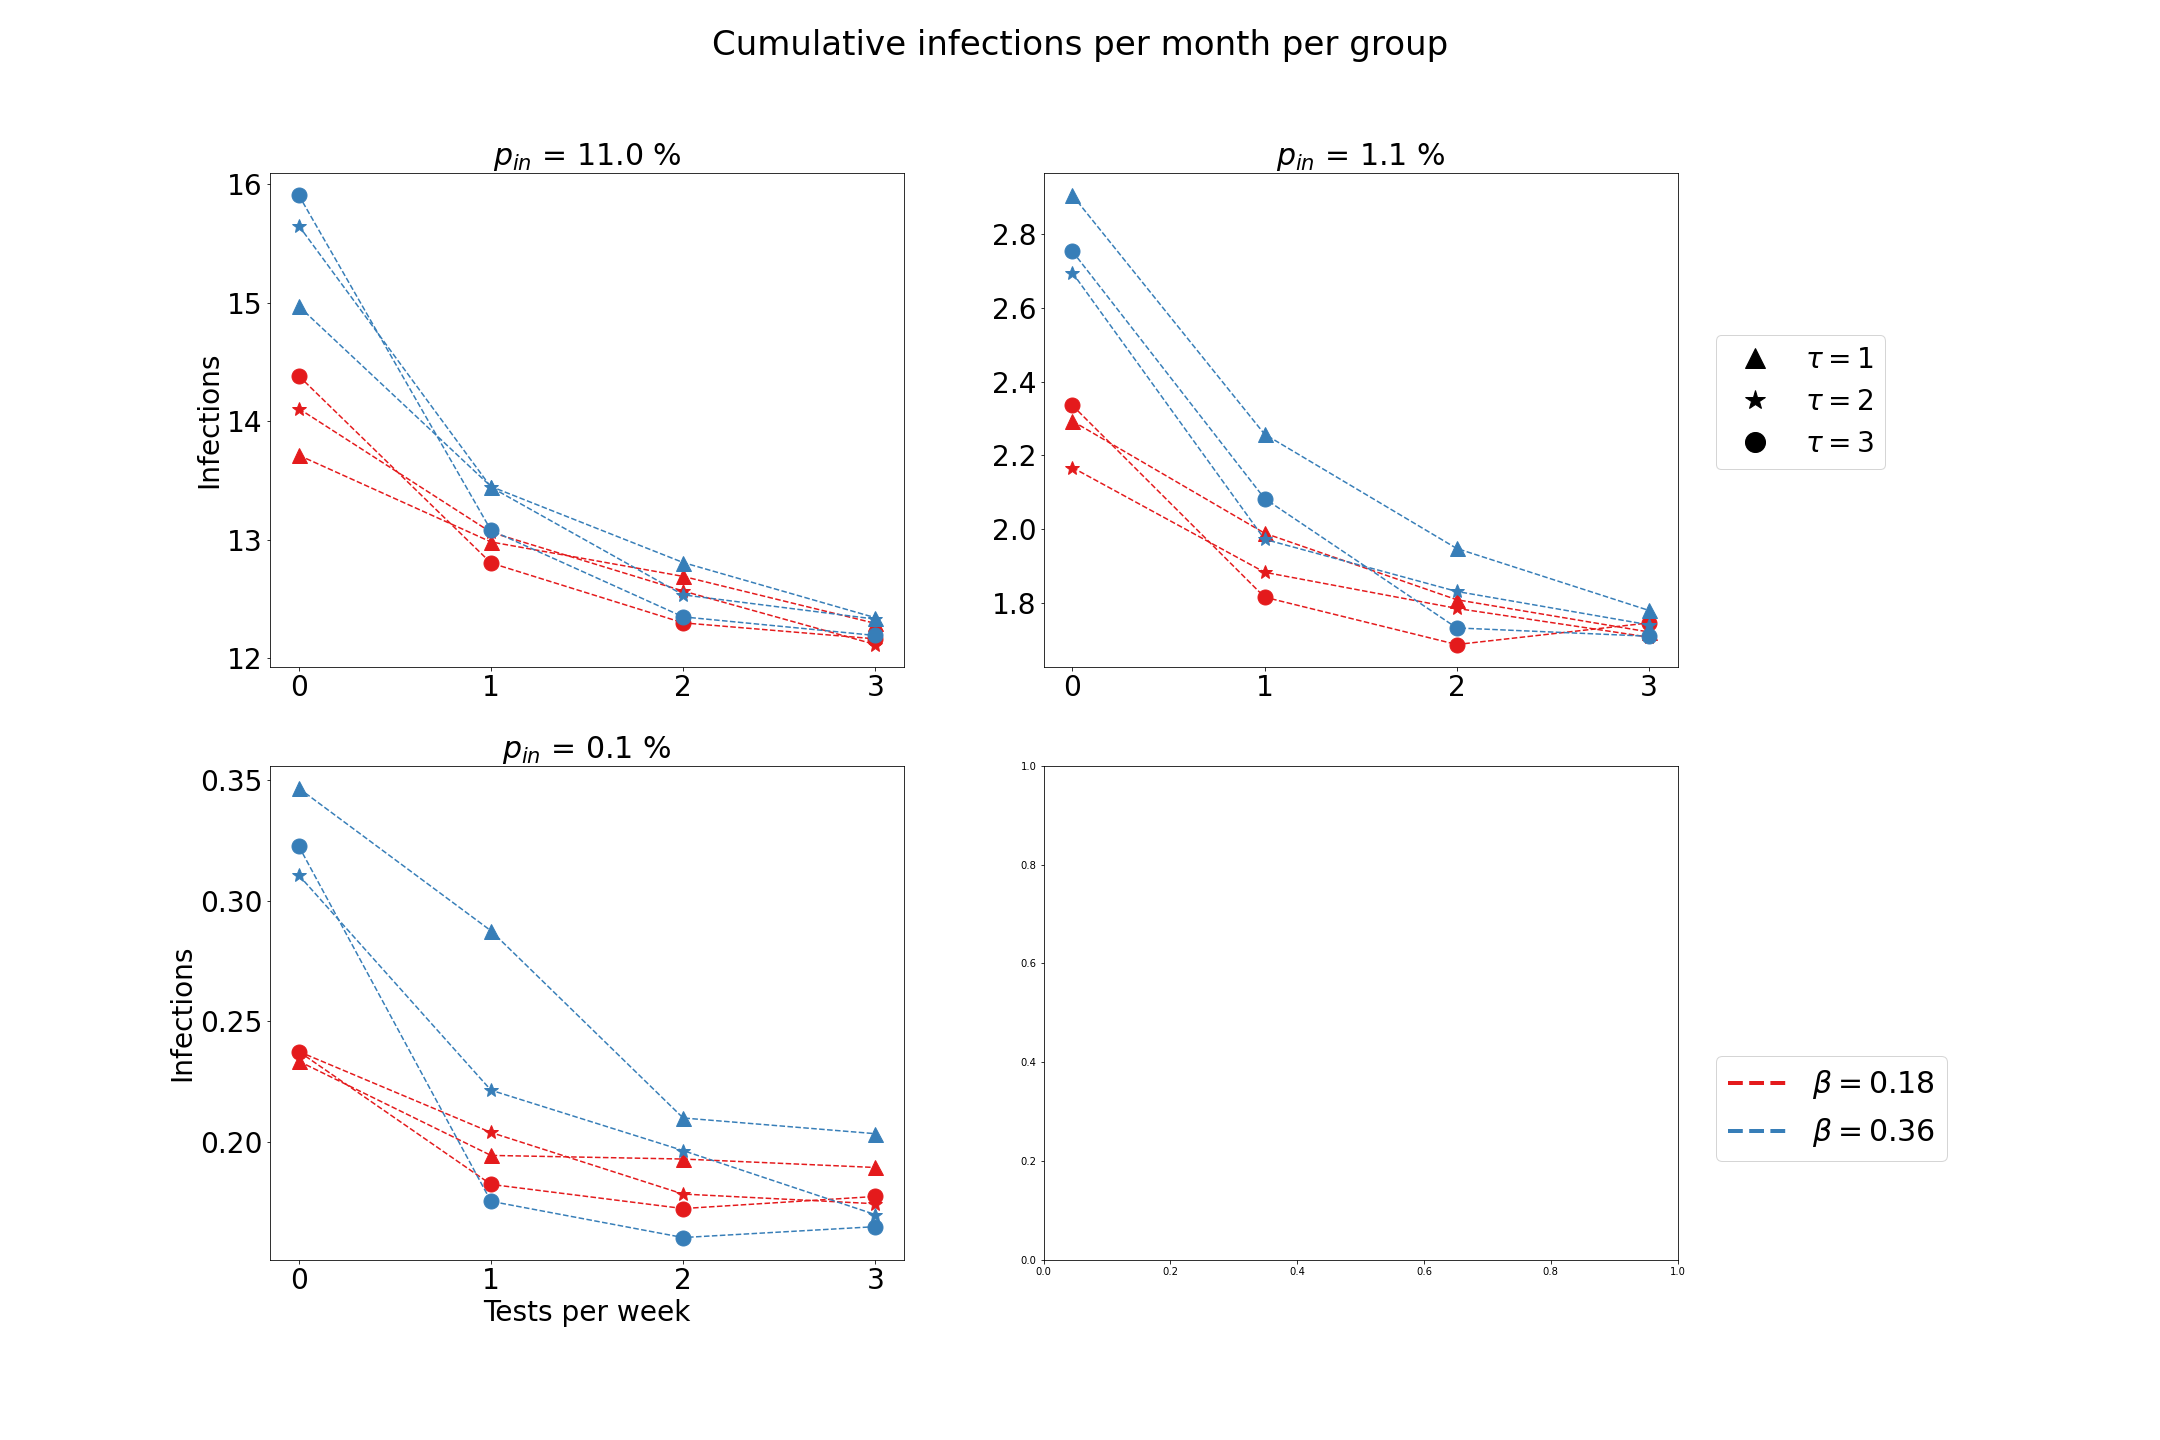 Cumulative infections per month per group
p_in = 11.0 %
16
15
14
13
12
Infections
0 1 2 3
p_in = 1.1 %
2.8
2.6
2.4
2.2
2.0
1.8
0 1 2 3
τ = 1
τ = 2
τ = 3
p_in = 0.1 %
0.35
0.30
0.25
0.20
Infections
0 1 2 3
Tests per week
1.0
0.8
0.6
0.4
0.2
0.0
0.0 0.2 0.4 0.6 0.8 1.0
β = 0.18
β = 0.36